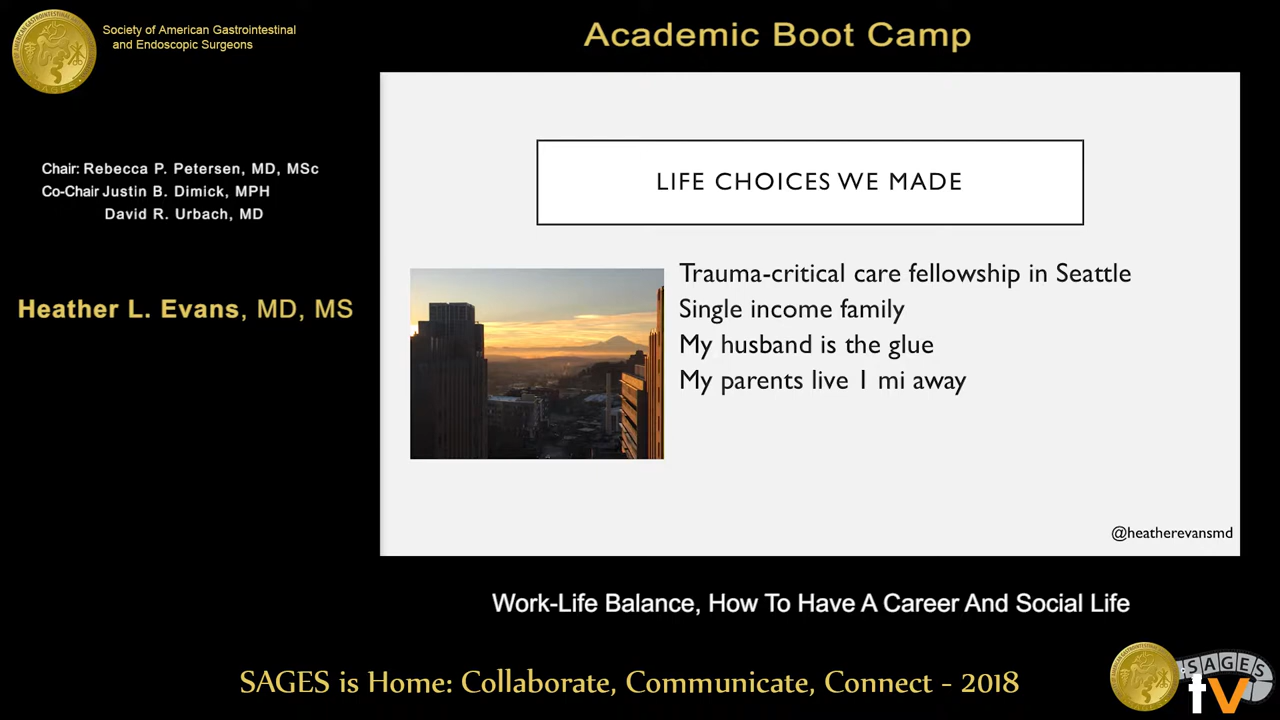 Society of American Gastrointestinal
and Endoscopic Surgeons
Academic Boot Camp
Chair: Rebecca P. Petersen, MD, MSc
Co-Chair Justin B. Dimick, MPH
David R. Urbach, MD
Heather L. Evans, MD, MS
LIFE CHOICES WE MADE
Trauma-critical care fellowship in Seattle
Single income family
My husband is the glue
My parents live 1 mi away
@heatherevansmd
Work-Life Balance, How To Have A Career And Social Life
SAGES is Home: Collaborate, Communicate, Connect - 2018
SAGES
tv